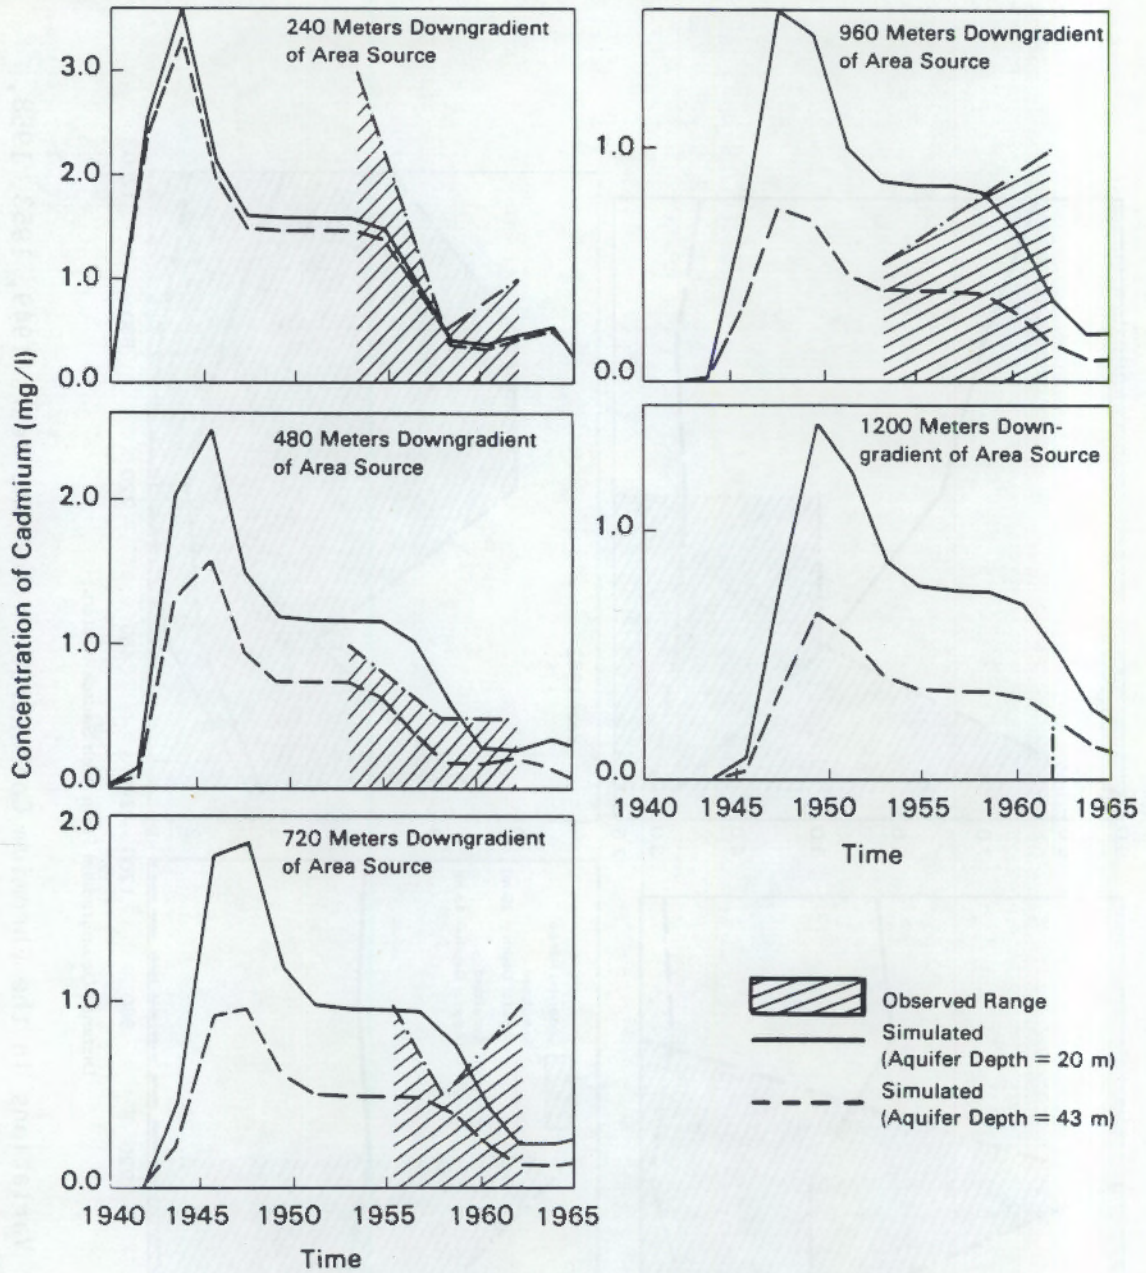 240 Meters Downgradient
of Area Source
3.0
2.0
1.0
0.0
960 Meters Downgradient
of Area Source
1.0
0.0
Concentration of Cadmium (mg/l)
480 Meters Downgradient
of Area Source
2.0
1.0
0.0
1200 Meters Down-
gradient of Area Source
1.0
0.0
1940 1945 1950 1955 1960 1965
Time
720 Meters Downgradient
of Area Source
2.0
1.0
0.0
1940 1945 1950 1955 1960 1965
Time
Observed Range
Simulated
(Aquifer Depth = 20 m)
Simulated
(Aquifer Depth = 43 m)